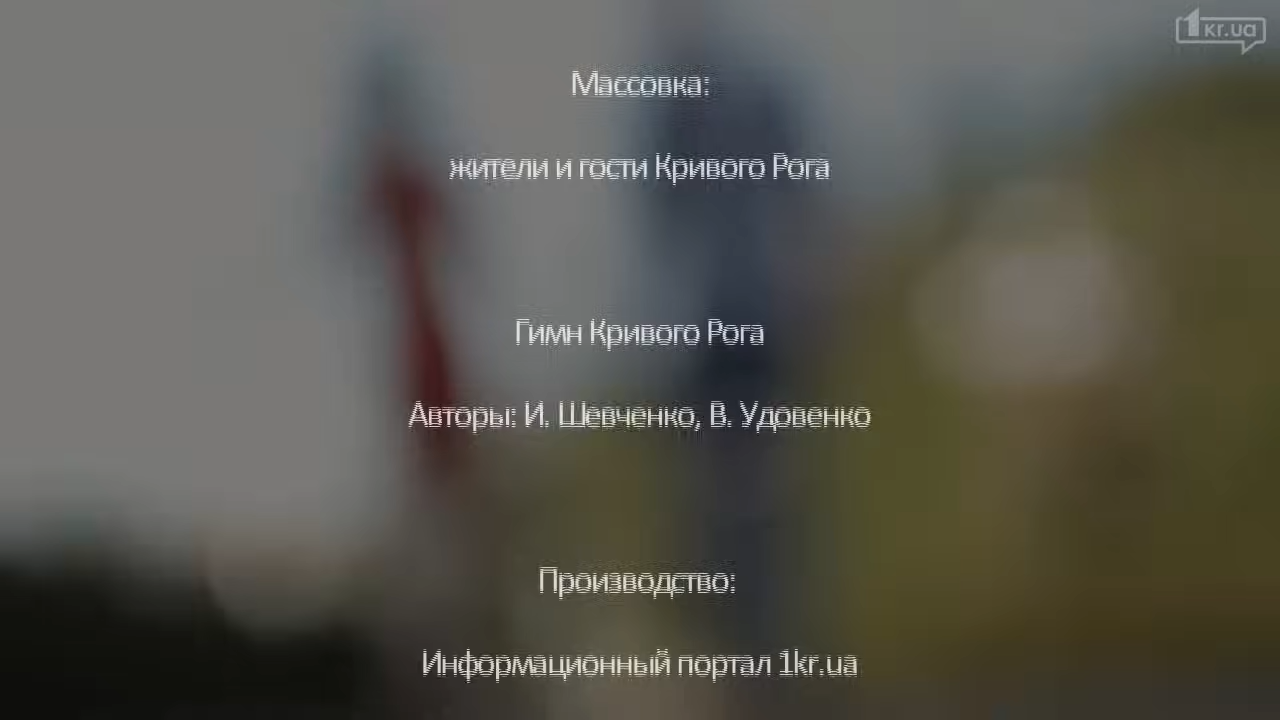 1kr.ua
Массовка:
жители и гости Кривого Рога
Гимн Кривого Рога
Авторы: И. Шевченко, В. Удовенко
Производство:
Информационный портал 1kr.ua